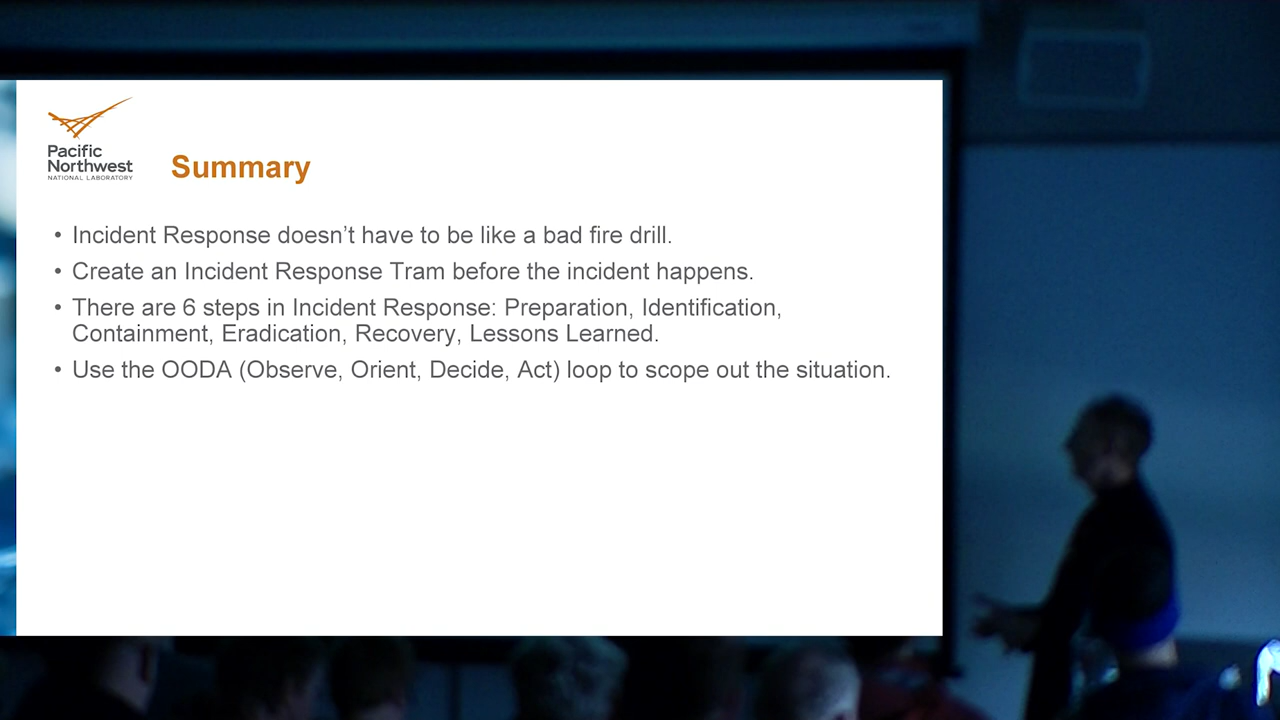 Pacific
Northwest
NATIONAL LABORATORY
Summary
• Incident Response doesn’t have to be like a bad fire drill.
• Create an Incident Response Tram before the incident happens.
• There are 6 steps in Incident Response: Preparation, Identification,
Containment, Eradication, Recovery, Lessons Learned.
• Use the OODA (Observe, Orient, Decide, Act) loop to scope out the situation.